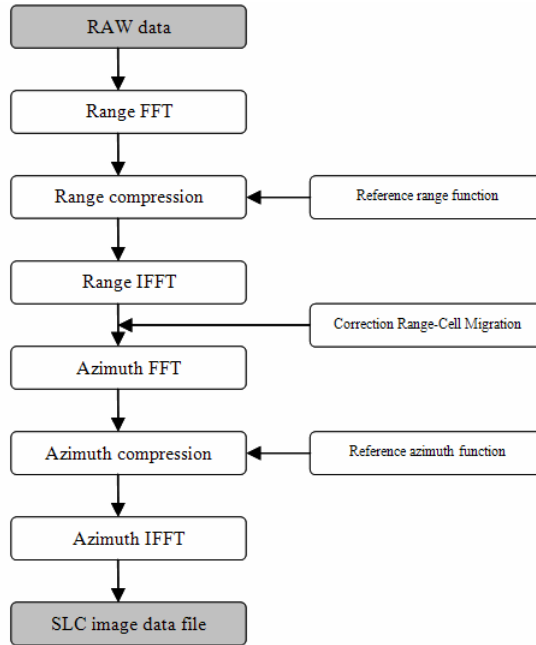 RAW data
Range FFT
Range compression
Reference range function
Range IFFT
Correction Range-Cell Migration
Azimuth FFT
Azimuth compression
Reference azimuth function
Azimuth IFFT
SLC image data file